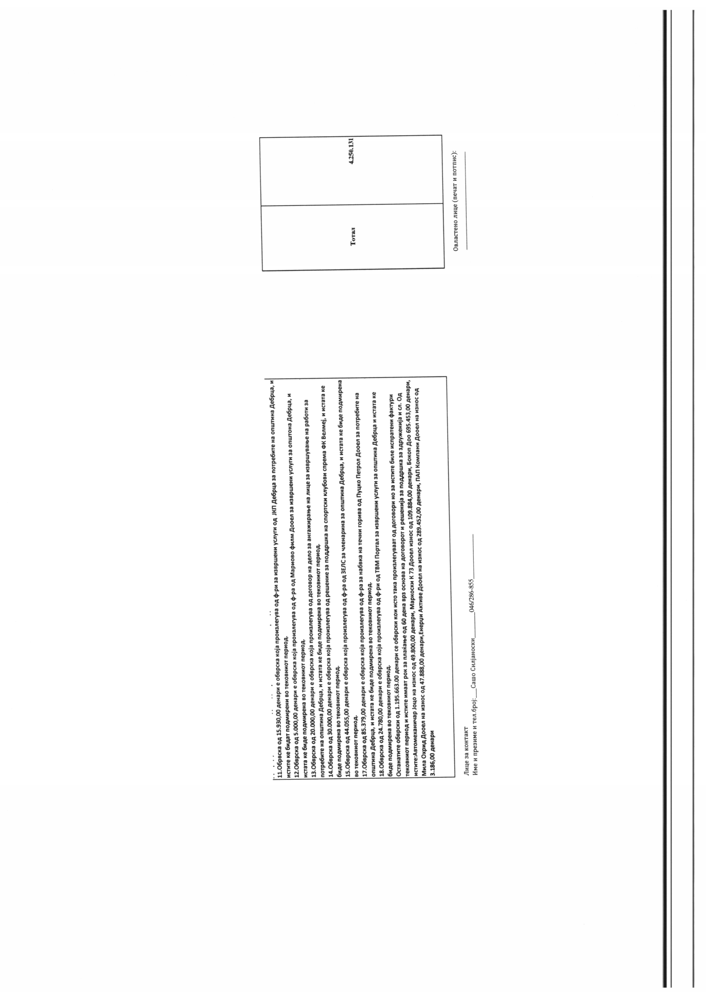 11.Обрвска од 15.930,00 денари е обврска која произлегува од ф-ри за извршени услуги од ЈКП Дебрца за потребите на општина Дебрца, и
истите ке бидат подмирени во тековниот период.
12.Обврска од 5.000,00 денари е обврска која произлегува од ф-ра од Мариово филм Дооел за извршени услуги за општона Дебрца, и
истата ке биде подмирена во тековниот период.
13.Обврска од 20.000,00 денари е обврска која произлегува од договор на дело за ангажирање на лице за извршување на работи за
потребите на општина Дебрца, и истата ке биде подмирена во тековниот период.
14.Обврска од 30.000,00 денари е обврска која произлегува од решение за поддршка на спортски клубови спрема ФК Велмеј, и истата ке
биде подмирена во тековниот период.
15.Обврска од 44.055,00 денари е обврска која произлегува од ф-ра од ЗЕЛС за членарина за општина Дебрца, и истата ке биде подмирена
во тековниот период.
17.Обврска од 85.379,00 денари е обврска која произлегува од ф-ра за набвка на течни горива од Пуцко Петрол Дооел за потребите на
општина Дебрца, и истата ке биде подмирена во тековниот период.
18.Обврска од 24.780,00 денари е обврска која произлегува од ф-ри од ТВМ Портал за извршени услуги за општина Дебрца и истата ке
биде подмирена во тековниот период.
Останатите обврски од 1.195.663.00 денари се обврски кои исто така произлегуваат од договори но за истите биле испратени фактури
тековниот период и истите имаат рок за плаќање од 60 дена врз основа на договорот и решенија за поддршка за здруженија и сл. Од
истите:Автомеханичар Јоцо на износ од 49.800,00 денари, Маркоски К 73 Дооел износ од 109.884,00 денари, Бокоп Доо 695.453,00 денари,
Мила Охрид Дооел на износ од 47.888,00 денари,Енерџи Активе Дооел на износ од 289.452,00 денари, ПАП Компани Дооел на износ од
3.186,00 денари
Тотал 4.250.131
Лице за контакт
Име и презиме и тел.број:___Сашо Силјаноски________046/286-855______________
Овластено лице (печат и потпис):